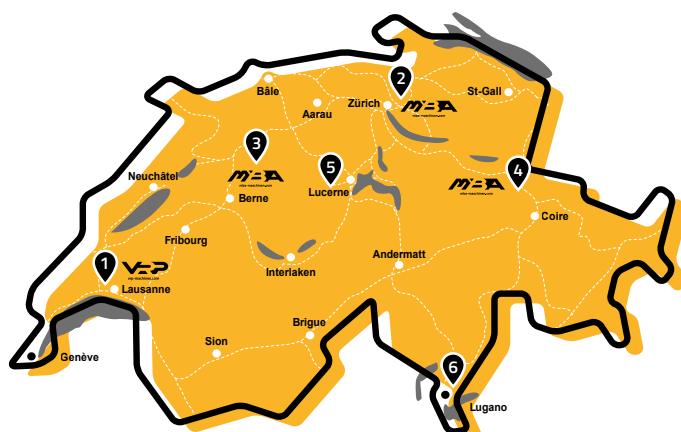 2
Bâle
St-Gall
Zürich
Aarau
3
5
4
Neuchâtel
Lucerne
Berne
Coire
Fribourg
Andermatt
1
Interlaken
Lausanne
Brigue
Sion
Genève
6
Lugano